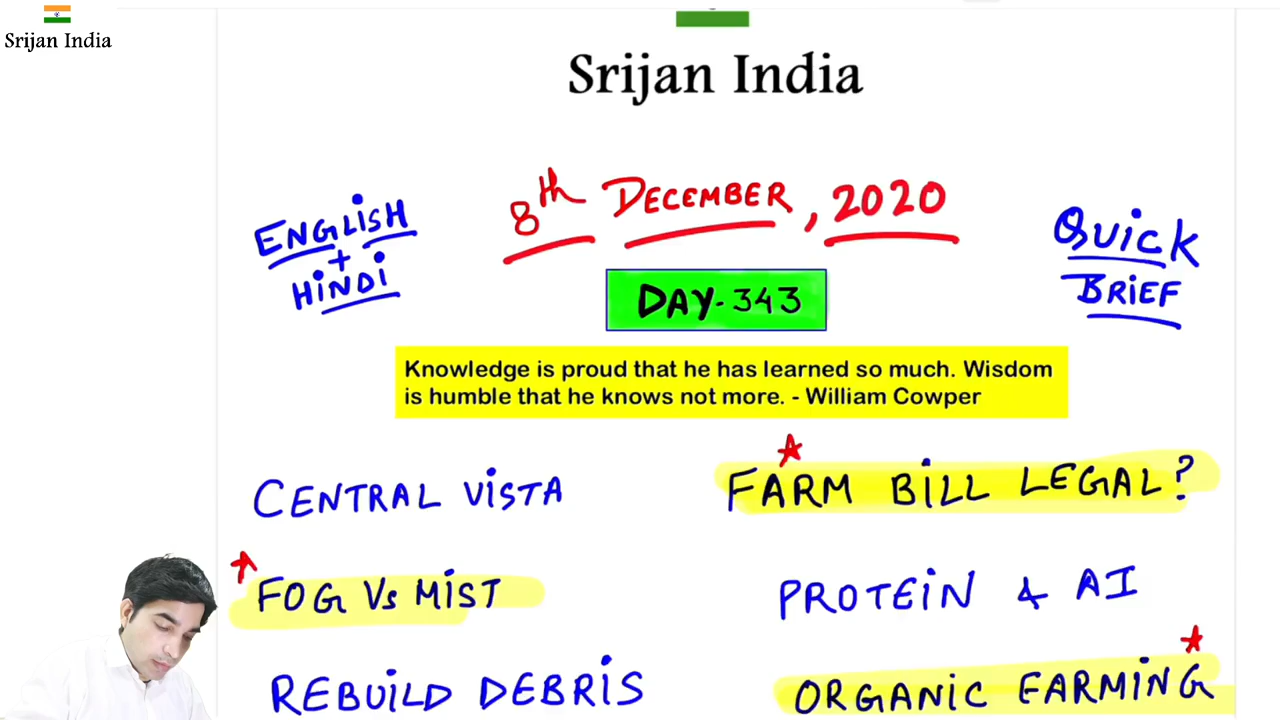 Srijan India
Srijan India
8th DECEMBER, 2020
ENGLISH
+
HINDI
QUICK
BRIEF
DAY-343
Knowledge is proud that he has learned so much. Wisdom
is humble that he knows not more. - William Cowper
CENTRAL VISTA
FARM BILL LEGAL?
FOG Vs MIST
PROTEIN & AI
REBUILD DEBRIS
ORGANIC FARMING